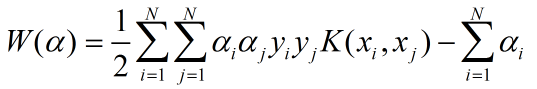 W(α) = 1/2 ∑_{i=1}^{N} ∑_{j=1}^{N} α_i α_j y_i y_j K(x_i, x_j) − ∑_{i=1}^{N} α_i